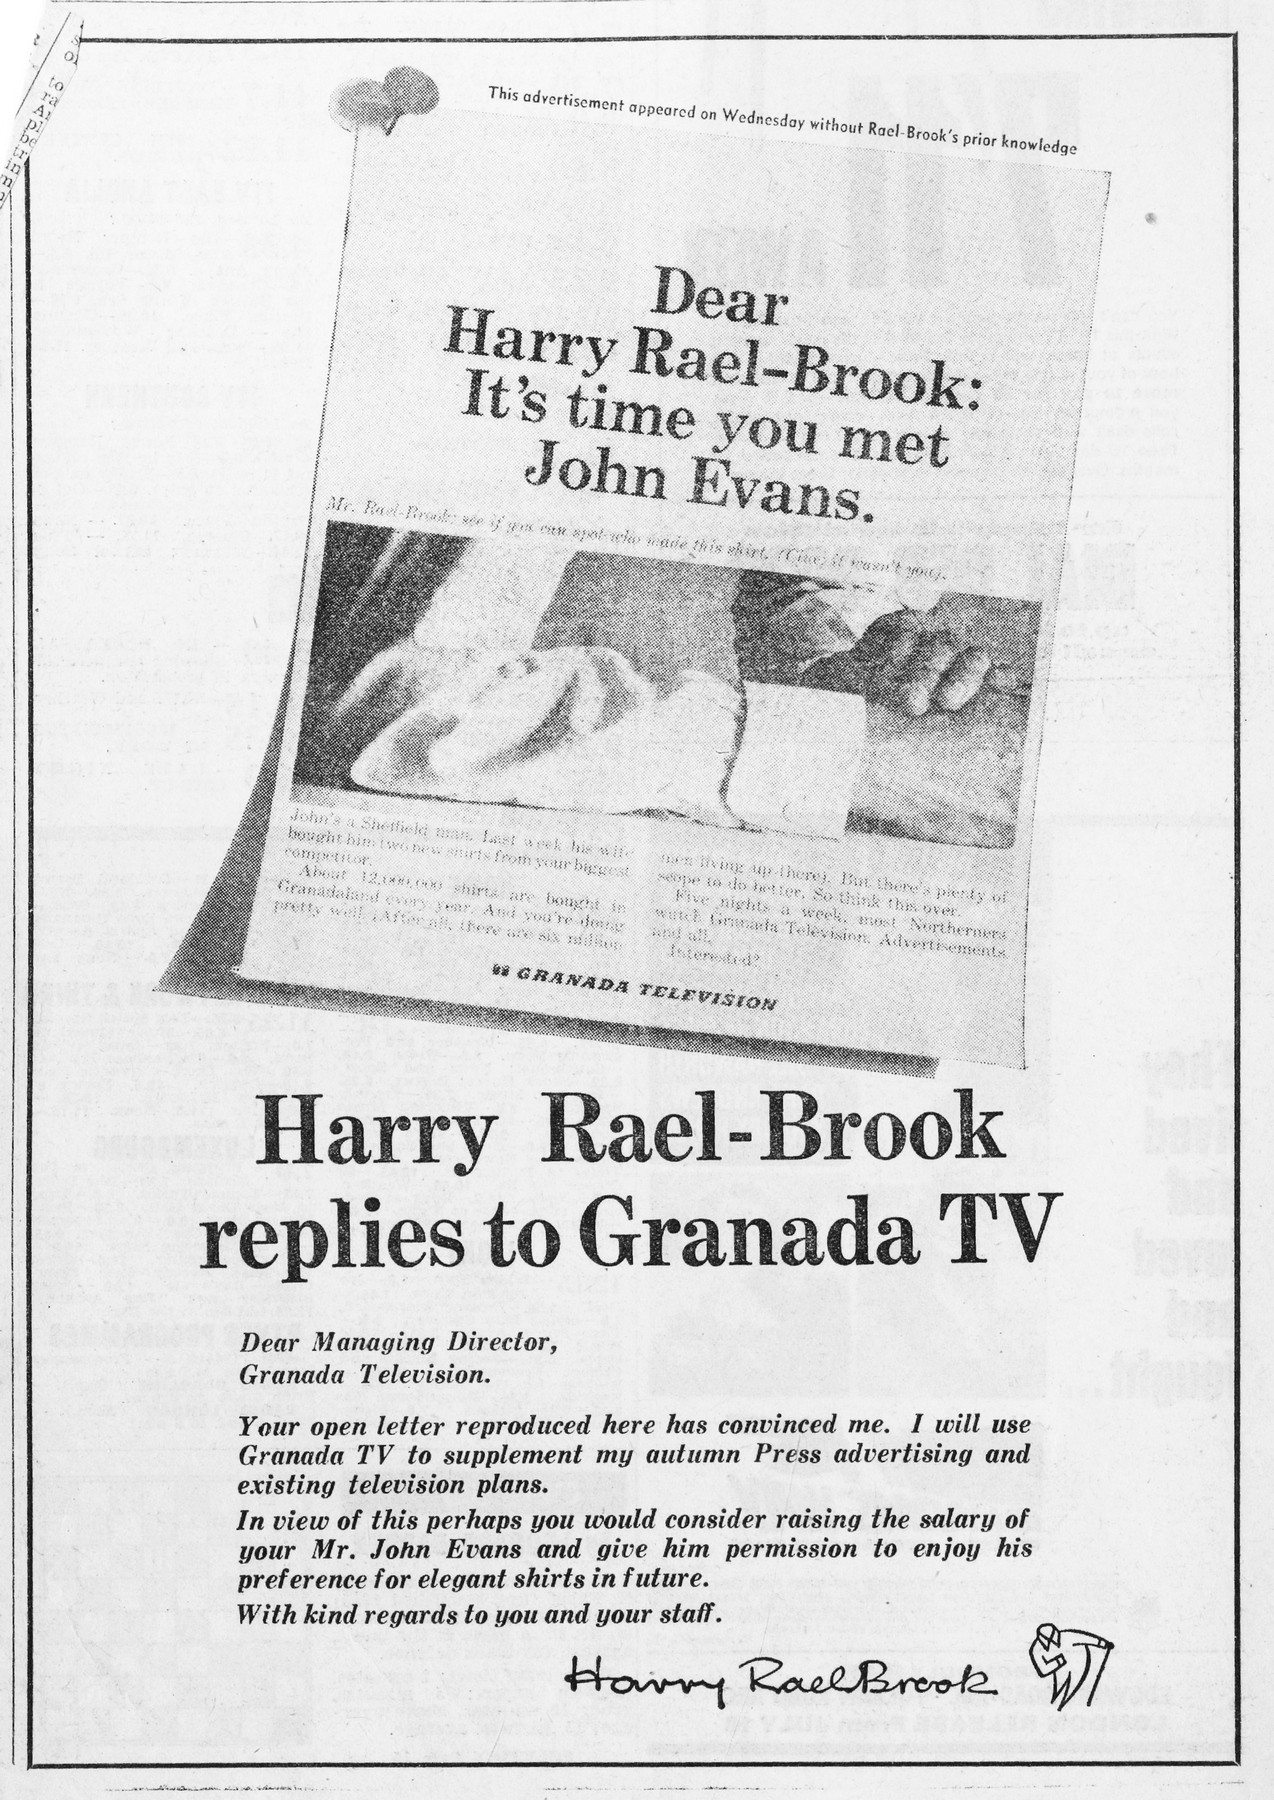 This advertisement appeared on Wednesday without Rael-Brook's prior knowledge
Dear
Harry Rael-Brook:
It's time you met
John Evans.
Mr. Rael-Brook: see if you can spot who made this shirt. (Clue: it wasn't you).
John's a Sheffield man. Last week his wife
bought him two new shirts from your biggest
competitor.
About 12,000,000 shirts are bought in
Granadaland every year. And you're doing
pretty well. (After all, there are six million
men living up there). But there's plenty of
scope to do better. So think this over.
Five nights a week, most Northerners
watch Granada Television. Advertisements
and all.
Interested?
GRANADA TELEVISION
Harry Rael-Brook
replies to Granada TV
Dear Managing Director,
Granada Television.
Your open letter reproduced here has convinced me. I will use
Granada TV to supplement my autumn Press advertising and
existing television plans.
In view of this perhaps you would consider raising the salary of
your Mr. John Evans and give him permission to enjoy his
preference for elegant shirts in future.
With kind regards to you and your staff.
Harry Rael Brook